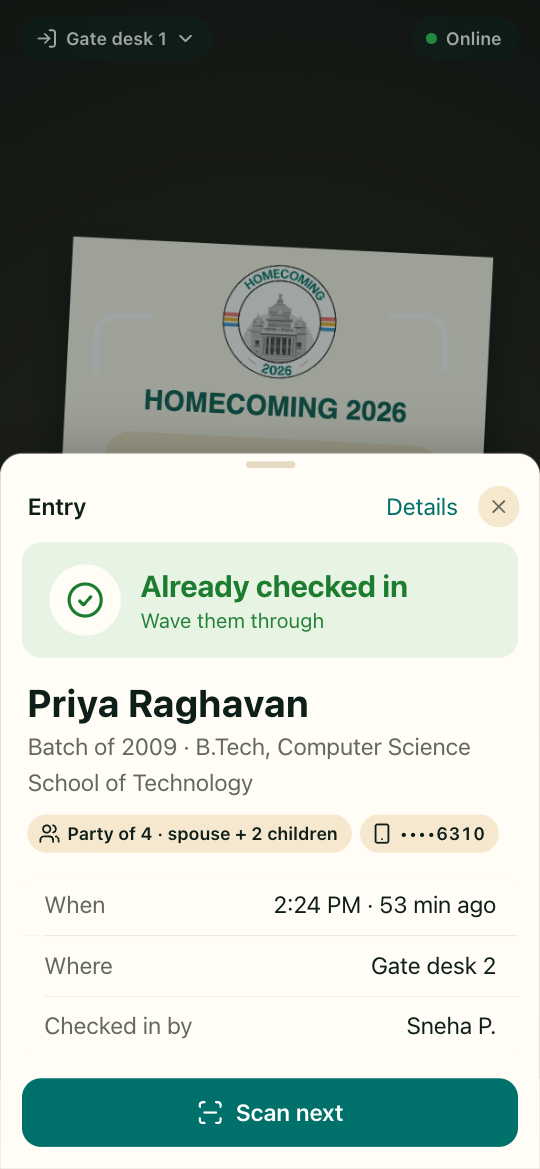 Gate desk 1
Online
HOMECOMING
2026
HOMECOMING 2026
Entry
Details
Already checked in
Wave them through
Priya Raghavan
Batch of 2009 · B.Tech, Computer Science
School of Technology
Party of 4 · spouse + 2 children
••••6310
When
2:24 PM · 53 min ago
Where
Gate desk 2
Checked in by
Sneha P.
Scan next